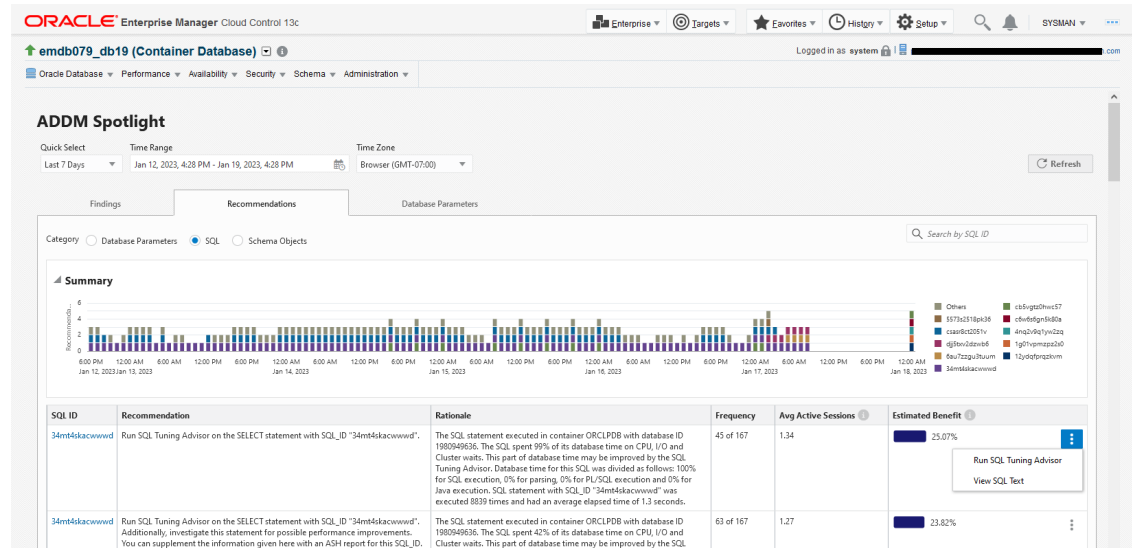 ORACLE Enterprise Manager Cloud Control 13c
Enterprise Targets Favorites History Setup SYSMAN
emdb079_db19 (Container Database)
Logged in as system .com
Oracle Database Performance Availability Security Schema Administration
ADDM Spotlight
Quick Select Time Range Time Zone
Last 7 Days Jan 12, 2023, 4:28 PM - Jan 19, 2023, 4:28 PM Browser (GMT-07:00)
Refresh
Findings Recommendations Database Parameters
Category Database Parameters SQL Schema Objects
Search by SQL ID
Summary
Recommenda...
6
4
2
0
6:00 PM 12:00 AM 6:00 AM 12:00 PM 6:00 PM 12:00 AM 6:00 AM 12:00 PM 6:00 PM 12:00 AM 6:00 AM 12:00 PM 6:00 PM 12:00 AM 6:00 AM 12:00 PM 6:00 PM 12:00 AM 6:00 AM 12:00 PM 6:00 PM 12:00 AM
Jan 12, 2023 Jan 13, 2023 Jan 14, 2023 Jan 15, 2023 Jan 16, 2023 Jan 17, 2023 Jan 18, 2023
Others cb5vgtz0hwc57
5573s2518pk36 c6wb6gn5k80a
csasr8ct2051v 4nq2v9q1yw2zq
djj5txv2dzwb6 1g01vpmzpz2s0
6au7zzgu3tuum 12ydqfprqzkvm
34mt4skacwwwd
SQL ID Recommendation Rationale Frequency Avg Active Sessions Estimated Benefit
34mt4skacwwwd Run SQL Tuning Advisor on the SELECT statement with SQL_ID "34mt4skacwwwd".
The SQL statement executed in container ORCLPDB with database ID
1980949636. The SQL spent 99% of its database time on CPU, I/O and
Cluster waits. This part of database time may be improved by the SQL
Tuning Advisor. Database time for this SQL was divided as follows: 100%
for SQL execution, 0% for parsing, 0% for PL/SQL execution and 0% for
Java execution. SQL statement with SQL_ID "34mt4skacwwwd" was
executed 8839 times and had an average elapsed time of 1.3 seconds.
45 of 167 1.34 25.07%
Run SQL Tuning Advisor
View SQL Text
34mt4skacwwwd Run SQL Tuning Advisor on the SELECT statement with SQL_ID "34mt4skacwwwd".
Additionally, investigate this statement for possible performance improvements.
You can supplement the information given here with an ASH report for this SQL_ID.
The SQL statement executed in container ORCLPDB with database ID
1980949636. The SQL spent 42% of its database time on CPU, I/O and
Cluster waits. This part of database time may be improved by the SQL
63 of 167 1.27 23.82%